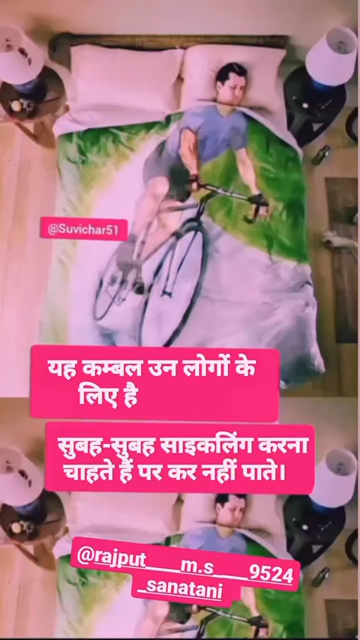 @Suvichar51
यह कम्बल उन लोगों के
लिए है
सुबह-सुबह साइकलिंग करना
चाहते हैं पर कर नहीं पाते।
@rajput____m.s____9524
_sanatani